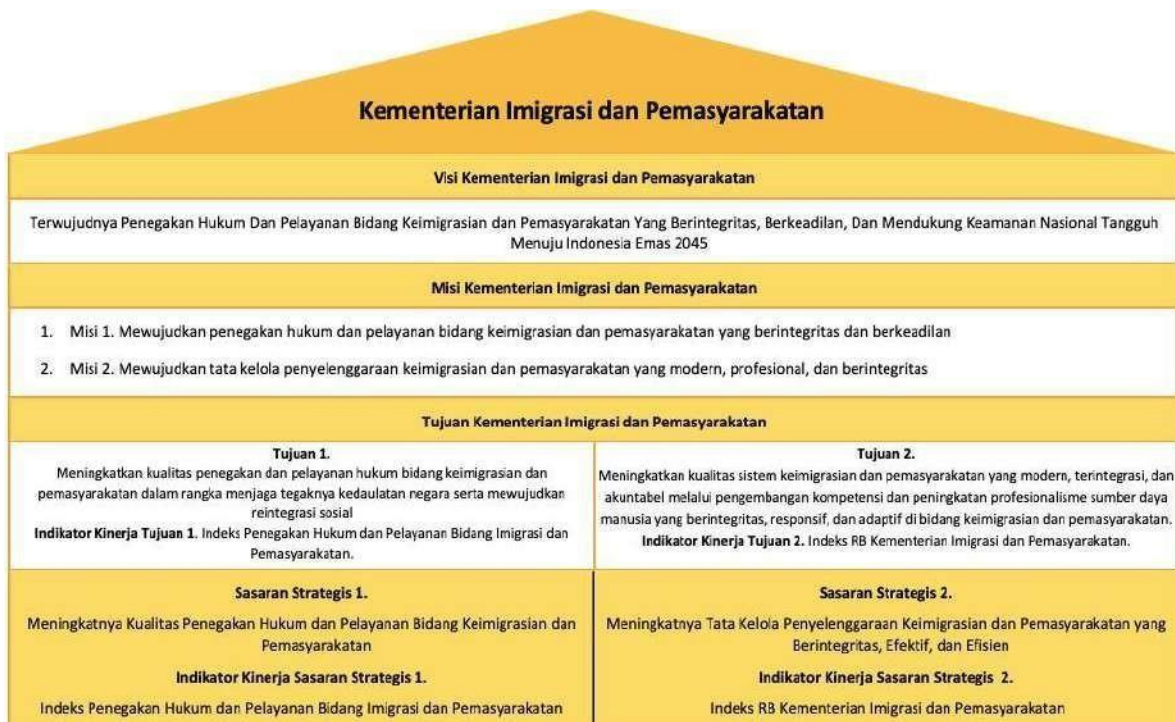 Kementerian Imigrasi dan Pemasyarakatan
Visi Kementerian Imigrasi dan Pemasyarakatan
Terwujudnya Penegakan Hukum Dan Pelayanan Bidang Keimigrasian dan Pemasyarakatan Yang Berintegritas, Berkeadilan, Dan Mendukung Keamanan Nasional Tangguh
Menuju Indonesia Emas 2045
Misi Kementerian Imigrasi dan Pemasyarakatan
1. Misi 1. Mewujudkan penegakan hukum dan pelayanan bidang keimigrasian dan pemasyarakatan yang berintegritas dan berkeadilan
2. Misi 2. Mewujudkan tata kelola penyelenggaraan keimigrasian dan pemasyarakatan yang modern, profesional, dan berintegritas
Tujuan Kementerian Imigrasi dan Pemasyarakatan
Tujuan 1.
Meningkatkan kualitas penegakan dan pelayanan hukum bidang keimigrasian dan
pemasyarakatan dalam rangka menjaga tegaknya kedaulatan negara serta mewujudkan
reintegrasi sosial
Indikator Kinerja Tujuan 1. Indeks Penegakan Hukum dan Pelayanan Bidang Imigrasi dan
Pemasyarakatan.
Tujuan 2.
Meningkatkan kualitas sistem keimigrasian dan pemasyarakatan yang modern, terintegrasi, dan
akuntabel melalui pengembangan kompetensi dan peningkatan profesionalisme sumber daya
manusia yang berintegritas, responsif, dan adaptif di bidang keimigrasian dan pemasyarakatan.
Indikator Kinerja Tujuan 2. Indeks RB Kementerian Imigrasi dan Pemasyarakatan.
Sasaran Strategis 1.
Meningkatnya Kualitas Penegakan Hukum dan Pelayanan Bidang Keimigrasian dan
Pemasyarakatan
Indikator Kinerja Sasaran Strategis 1.
Indeks Penegakan Hukum dan Pelayanan Bidang Imigrasi dan Pemasyarakatan
Sasaran Strategis 2.
Meningkatnya Tata Kelola Penyelenggaraan Keimigrasian dan Pemasyarakatan yang
Berintegritas, Efektif, dan Efisien
Indikator Kinerja Sasaran Strategis 2.
Indeks RB Kementerian Imigrasi dan Pemasyarakatan